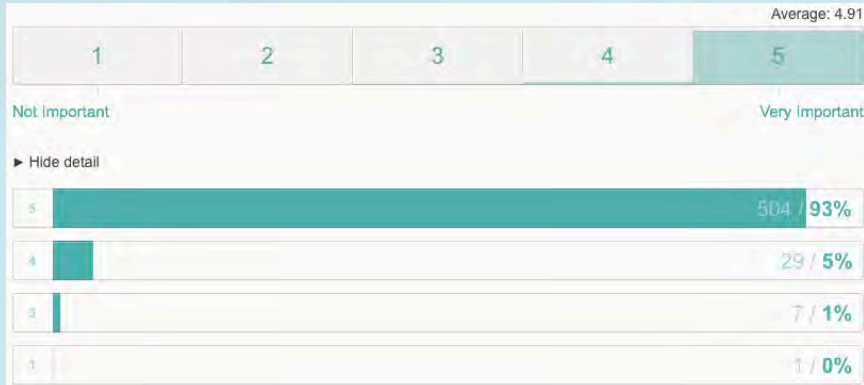 Average: 4.91
1 2 3 4 5
Not Important Very Important
► Hide detail
5 504 / 93%
4 29 / 5%
3 7 / 1%
1 1 / 0%